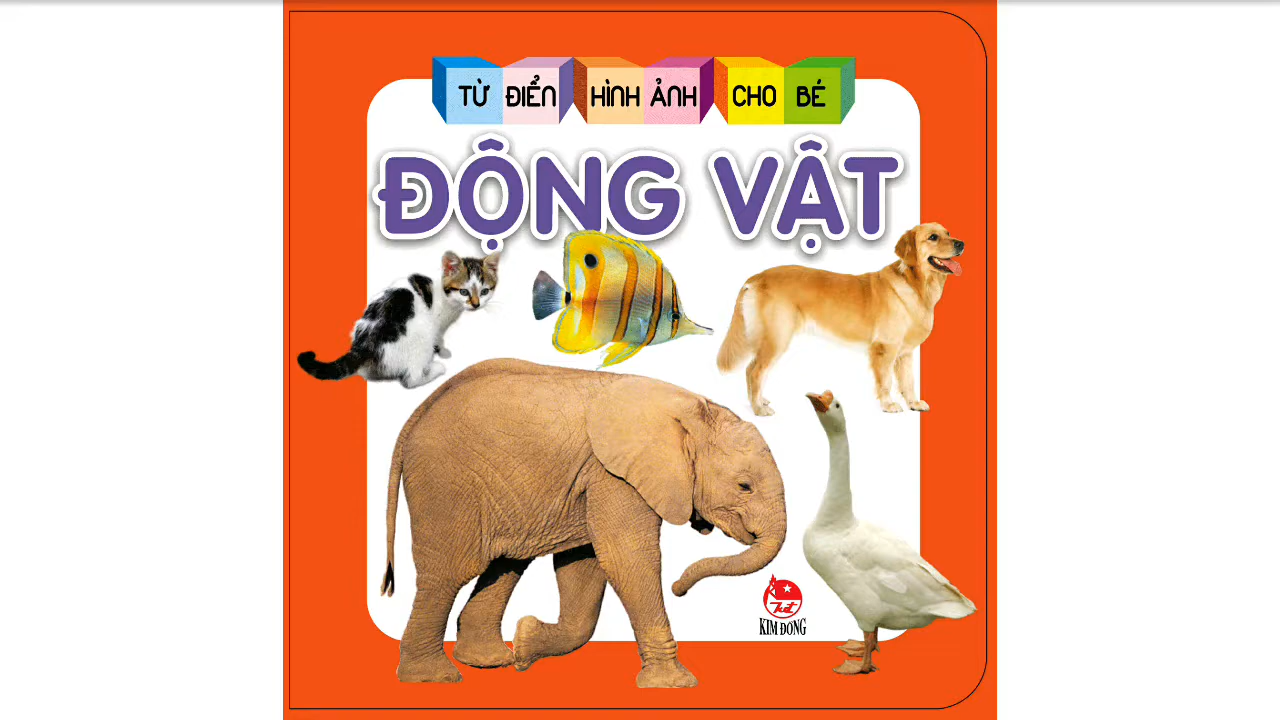 TỪ ĐIỂN HÌNH ẢNH CHO BÉ
ĐỘNG VẬT
KIM ĐỒNG